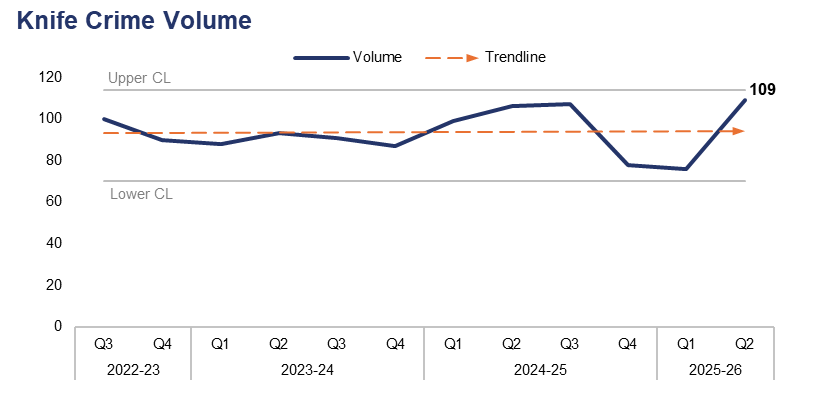 Knife Crime Volume
Volume Trendline
120
Upper CL
109
100
80
Lower CL
60
40
20
0
Q3 Q4 Q1 Q2 Q3 Q4 Q1 Q2 Q3 Q4 Q1 Q2
2022-23 2023-24 2024-25 2025-26